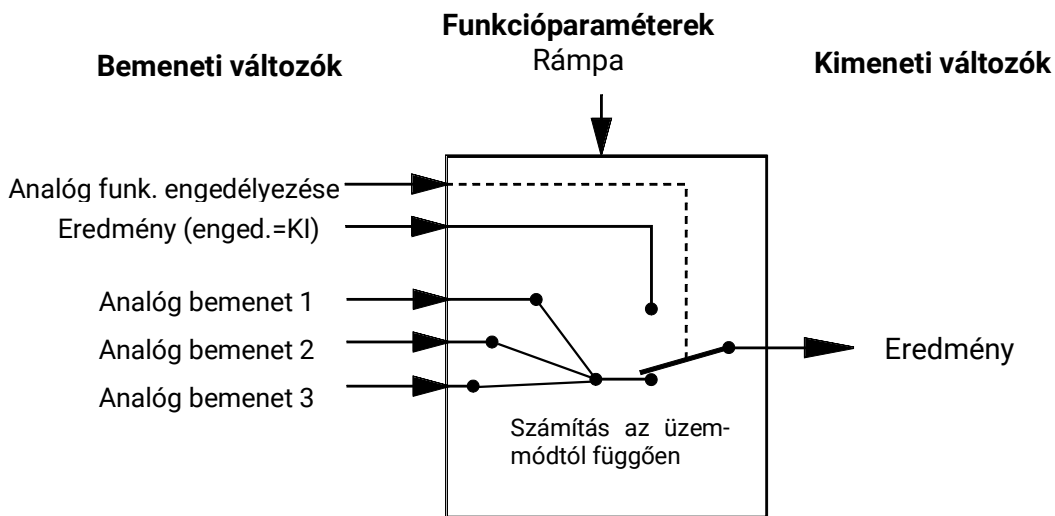 Funkcióparaméterek
Rámpa
Bemeneti változók
Kimeneti változók
Analóg funk. engedélyezése
Eredmény (enged.=KI)
Analóg bemenet 1
Analóg bemenet 2
Analóg bemenet 3
Eredmény
Számítás az üzem-
módtól függően